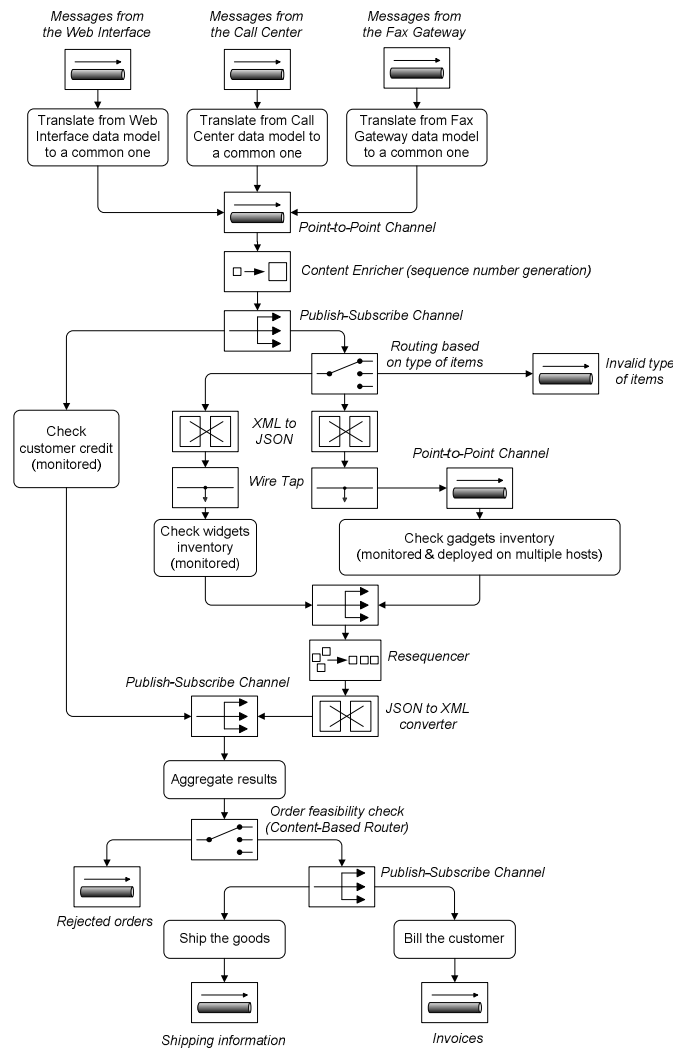 Messages from
the Web Interface
Messages from
the Call Center
Messages from
the Fax Gateway
Translate from Web
Interface data model
to a common one
Translate from Call
Center data model to
a common one
Translate from Fax
Gateway data model
to a common one
Point-to-Point Channel
Content Enricher (sequence number generation)
Publish-Subscribe Channel
Routing based
on type of items
Invalid type
of items
Check
customer credit
(monitored)
XML to
JSON
Point-to-Point Channel
Wire Tap
Check widgets
inventory
(monitored)
Check gadgets inventory
(monitored & deployed on multiple hosts)
Resequencer
Publish-Subscribe Channel
JSON to XML
converter
Aggregate results
Order feasibility check
(Content-Based Router)
Publish-Subscribe Channel
Rejected orders
Ship the goods
Bill the customer
Shipping information
Invoices